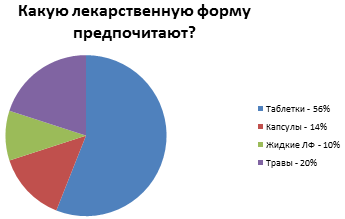 Какую лекарственную форму
предпочитают?
Таблетки - 56%
Капсулы - 14%
Жидкие ЛФ - 10%
Травы - 20%